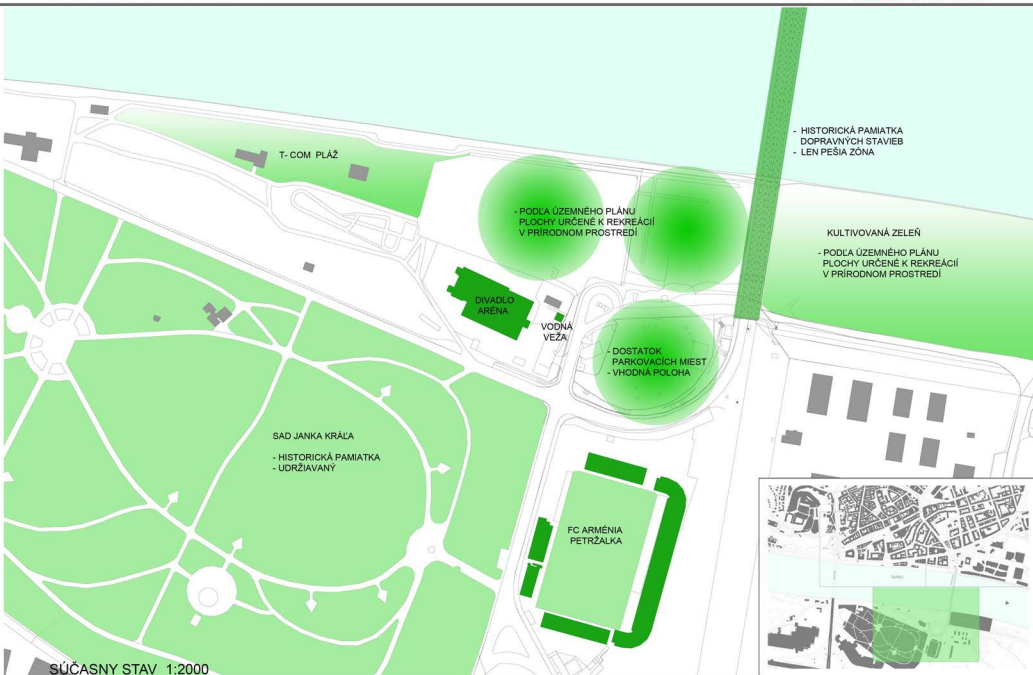 T- COM PLÁŽ
- HISTORICKÁ PAMIATKA
DOPRAVNÝCH STAVIEB
- LEN PEŠIA ZÓNA
- PODĽA ÚZEMNÉHO PLÁNU
PLOCHY URČENÉ K REKREÁCIÍ
V PRÍRODNOM PROSTREDÍ
KULTIVOVANÁ ZELEŇ
- PODĽA ÚZEMNÉHO PLÁNU
PLOCHY URČENÉ K REKREÁCIÍ
V PRÍRODNOM PROSTREDÍ
DIVADLO
ARÉNA
VODNÁ
VEŽA
- DOSTATOK
PARKOVACÍCH MIEST
- VHODNÁ POLOHA
SAD JANKA KRÁĽA
- HISTORICKÁ PAMIATKA
- UDRŽIAVANÝ
FC ARMÉNIA
PETRŽALKA
SÚČASNY STAV 1:2000